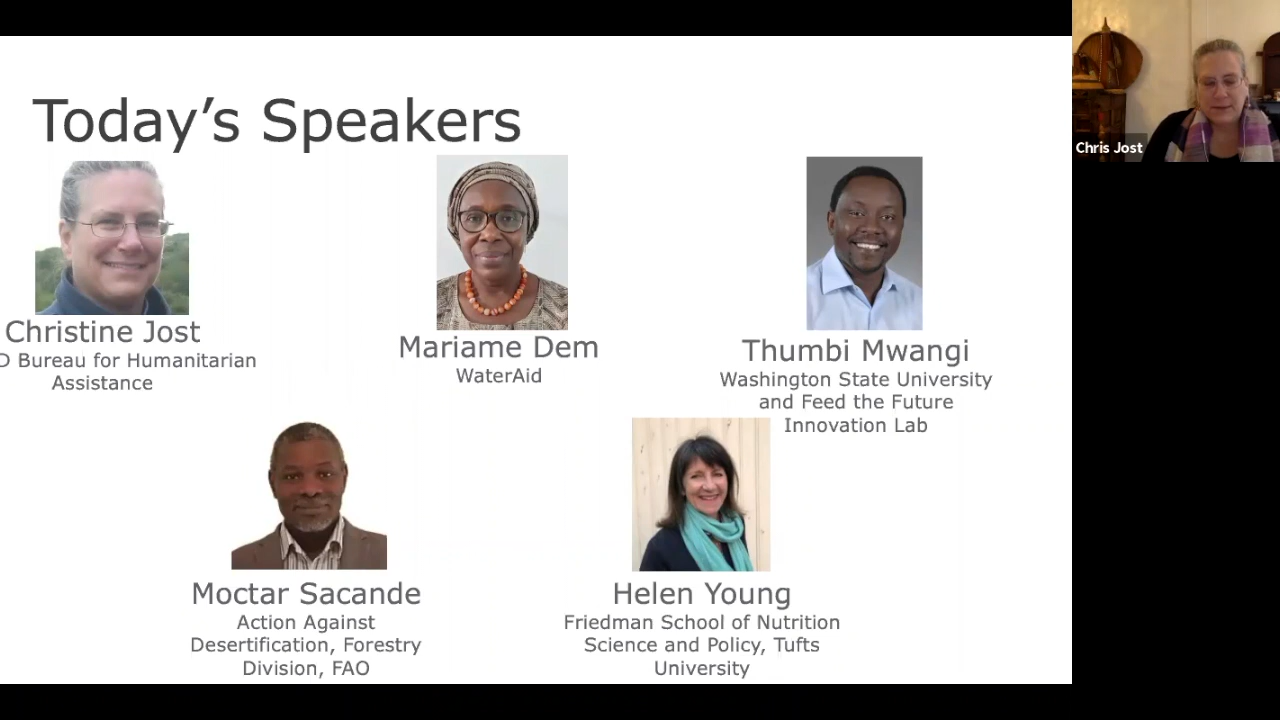 Today's Speakers
Chris Jost
Christine Jost
D Bureau for Humanitarian
Assistance
Mariame Dem
WaterAid
Thumbi Mwangi
Washington State University
and Feed the Future
Innovation Lab
Moctar Sacande
Action Against
Desertification, Forestry
Division, FAO
Helen Young
Friedman School of Nutrition
Science and Policy, Tufts
University